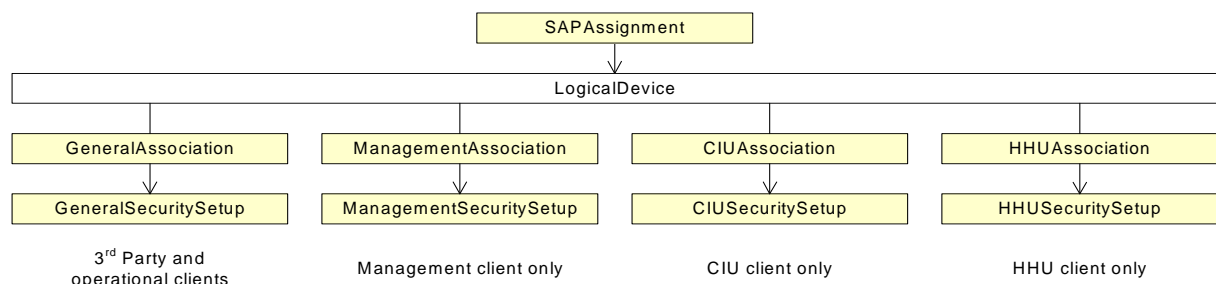 SAPAssignment
LogicalDevice
GeneralAssociation
ManagementAssociation
CIUAssociation
HHUAssociation
GeneralSecuritySetup
ManagementSecuritySetup
CIUSecuritySetup
HHUSecuritySetup
3rd Party and
operational clients
Management client only
CIU client only
HHU client only